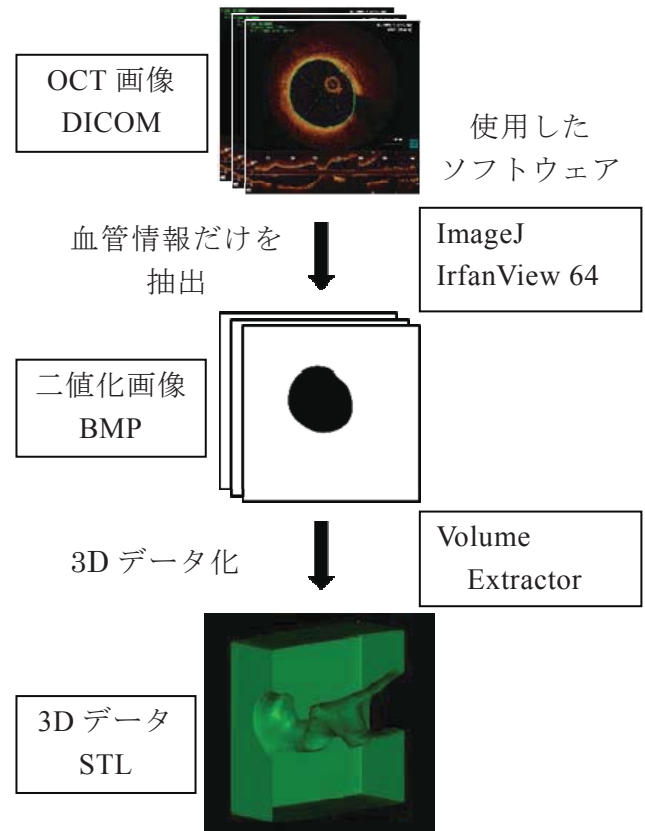 OCT 画像
DICOM
使用した
ソフトウェア
血管情報だけを
抽出
ImageJ
IrfanView 64
二値化画像
BMP
3D データ化
Volume
Extractor
3D データ
STL